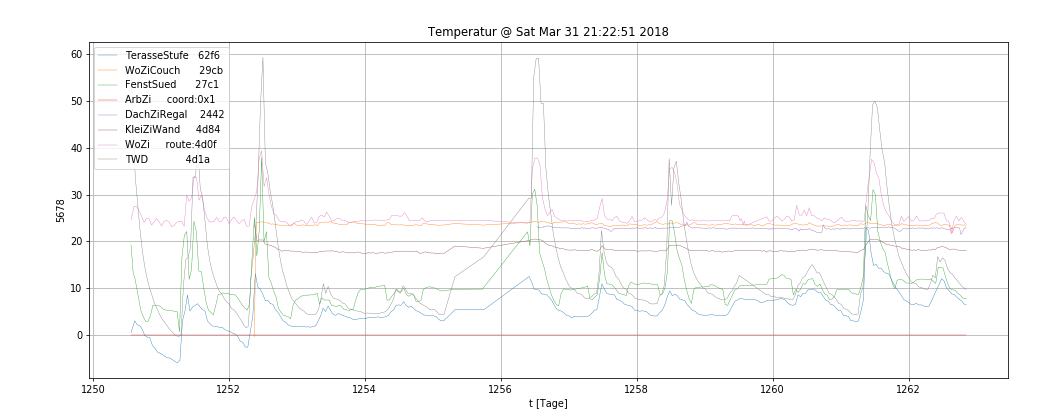 Temperatur @ Sat Mar 31 21:22:51 2018
60
50
40
30
20
10
0
5678
TerasseStufe 62f6
WoZiCouch 29cb
FenstSued 27c1
ArbZi coord:0x1
DachZiRegal 2442
KleiZiWand 4d84
WoZi route:4d0f
TWD 4d1a
1250 1252 1254 1256 1258 1260 1262
t [Tage]